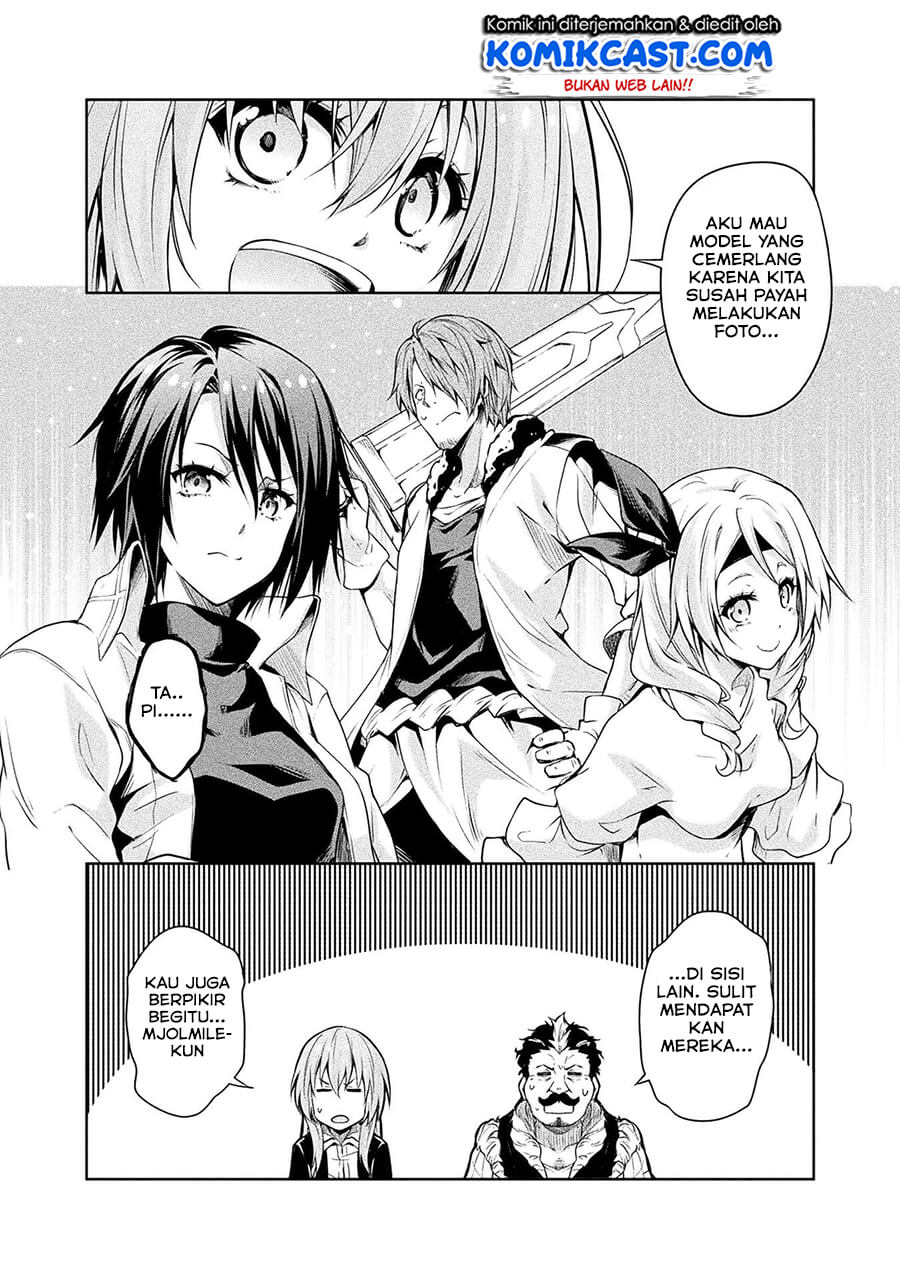 Komik ini diterjemahkan & diedit oleh
KOMIKCAST.COM
BUKAN WEB LAIN!!
AKU MAU
MODEL YANG
CEMERLANG
KARENA KITA
SUSAH PAYAH
MELAKUKAN
FOTO...
TA..
PI......
...DI SISI
LAIN. SULIT
MENDAPAT
KAN
MEREKA...
KAU JUGA
BERPIKIR
BEGITU...
MJOLMILE-
KUN